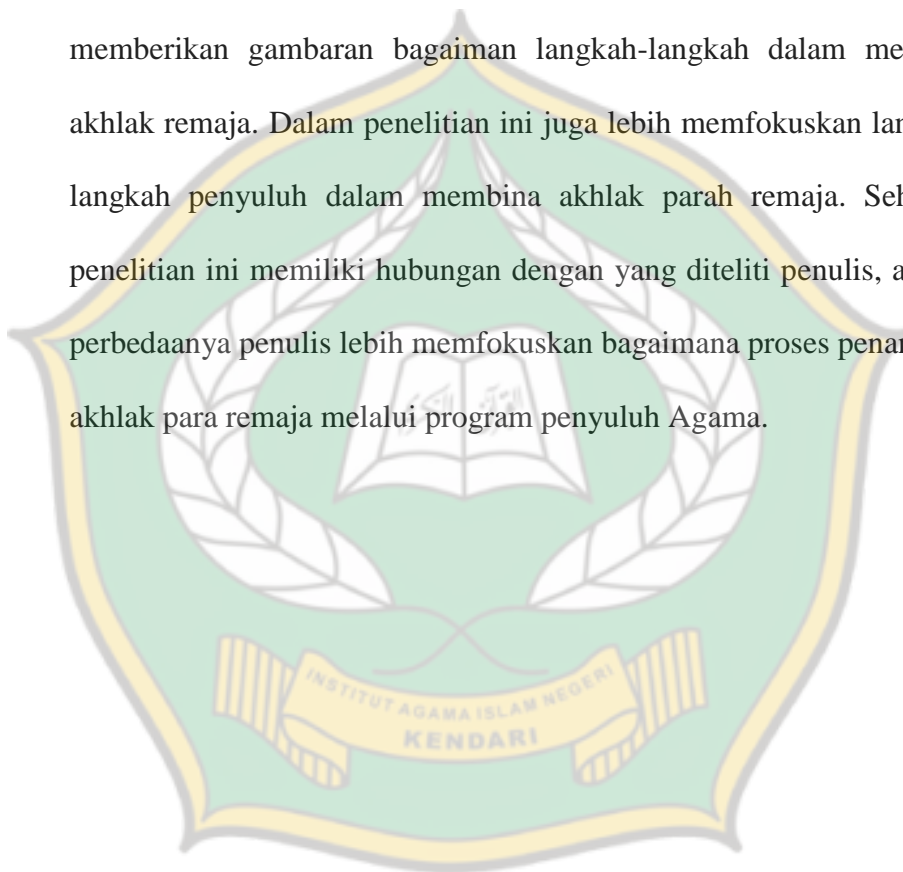 memberikan gambaran bagaiman langkah-langkah dalam me
akhlak remaja. Dalam penelitian ini juga lebih memfokuskan lan
langkah penyuluh dalam membina akhlak parah remaja. Seh
penelitian ini memiliki hubungan dengan yang diteliti penulis, a
perbedaanya penulis lebih memfokuskan bagaimana proses penan
akhlak para remaja melalui program penyuluh Agama.
INSTITUT AGAMA ISLAM NEGERI
KENDARI